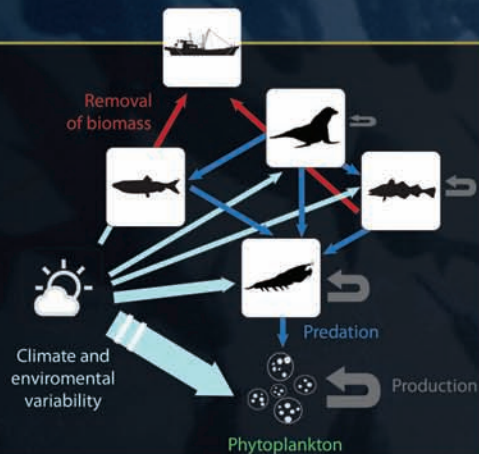 Removal
of biomass
Climate and
enviromental
variability
Predation
Production
Phytoplankton